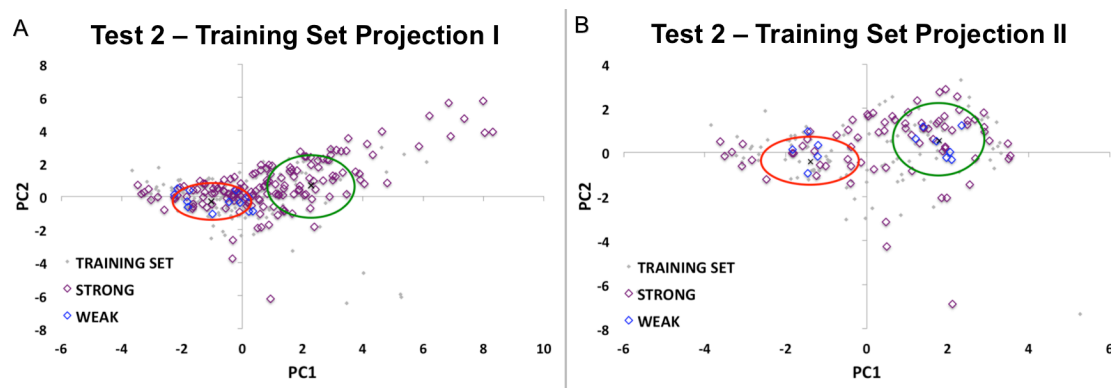 A
Test 2 – Training Set Projection I
8
6
4
2
0
-2
-4
-6
-8
PC2
TRAINING SET
STRONG
WEAK
-6 -4 -2 0 2 4 6 8 10
PC1
B
Test 2 – Training Set Projection II
4
2
0
-2
-4
-6
-8
PC2
TRAINING SET
STRONG
WEAK
-6 -4 -2 0 2 4 6
PC1